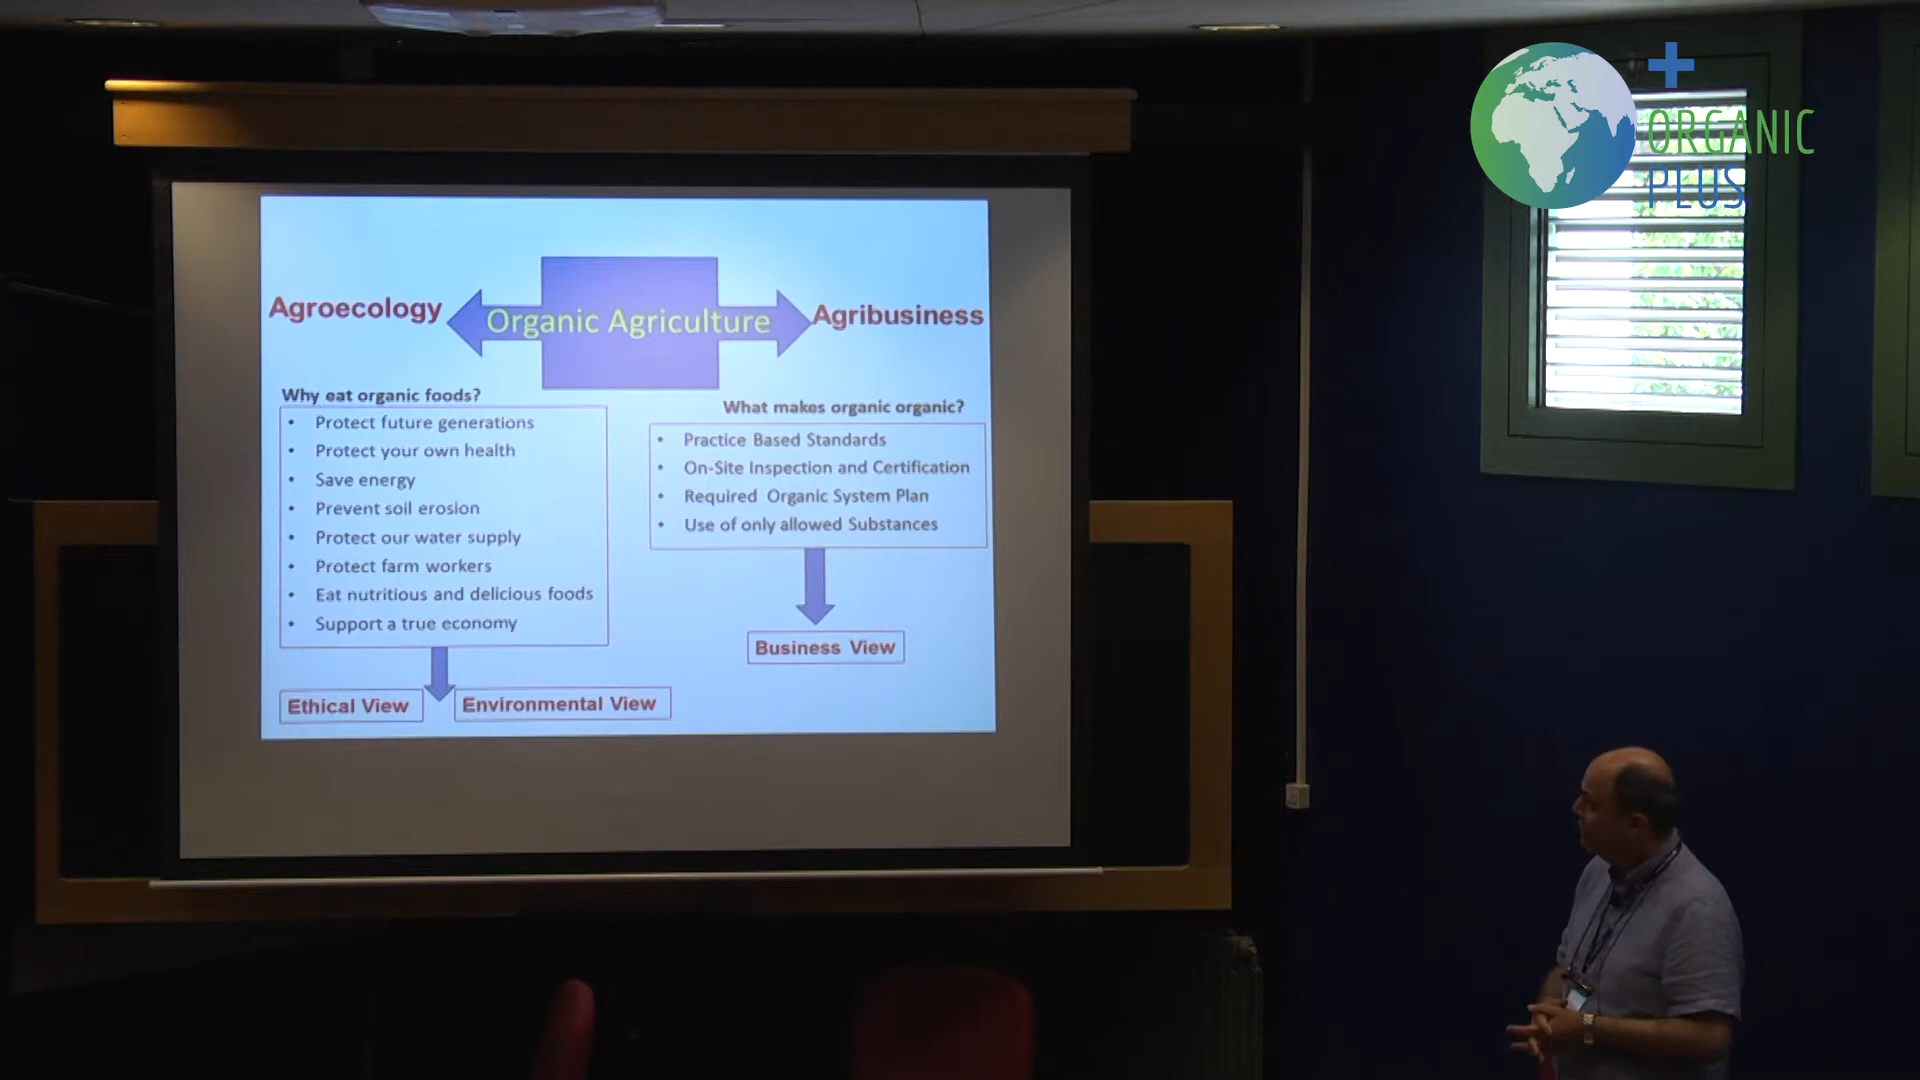 ORGANIC
PLUS
Agroecology
Organic Agriculture
Agribusiness
Why eat organic foods?
• Protect future generations
• Protect your own health
• Save energy
• Prevent soil erosion
• Protect our water supply
• Protect farm workers
• Eat nutritious and delicious foods
• Support a true economy
Ethical View
Environmental View
What makes organic organic?
• Practice Based Standards
• On-Site Inspection and Certification
• Required Organic System Plan
• Use of only allowed Substances
Business View